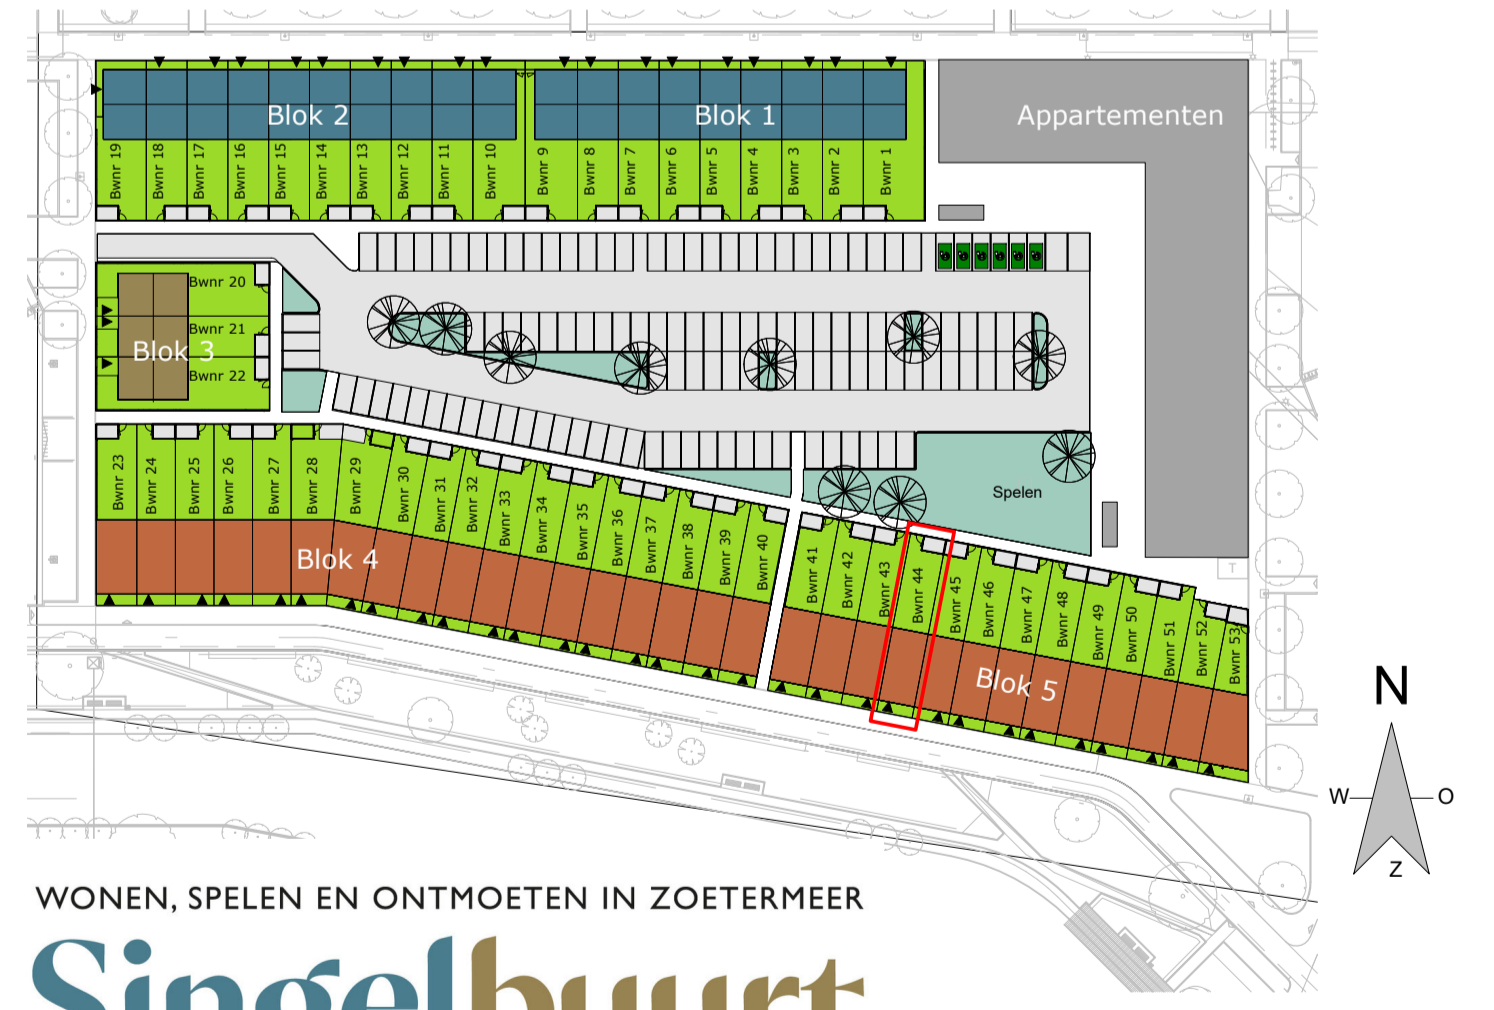 Blok 2
Blok 1
Appartementen
Bwnr 19
Bwnr 18
Bwnr 17
Bwnr 16
Bwnr 15
Bwnr 14
Bwnr 13
Bwnr 12
Bwnr 11
Bwnr 10
Bwnr 9
Bwnr 8
Bwnr 7
Bwnr 6
Bwnr 5
Bwnr 4
Bwnr 3
Bwnr 2
Bwnr 1
Bwnr 20
Bwnr 21
Blok 3
Bwnr 22
Bwnr 23
Bwnr 24
Bwnr 25
Bwnr 26
Bwnr 27
Bwnr 28
Bwnr 29
Bwnr 30
Bwnr 31
Bwnr 32
Bwnr 33
Bwnr 34
Bwnr 35
Bwnr 36
Bwnr 37
Bwnr 38
Bwnr 39
Bwnr 40
Spelen
Blok 4
Bwnr 41
Bwnr 42
Bwnr 43
Bwnr 44
Bwnr 45
Bwnr 46
Bwnr 47
Bwnr 48
Bwnr 49
Bwnr 50
Bwnr 51
Bwnr 52
Bwnr 53
T
Blok 5
N
W
O
Z
WONEN, SPELEN EN ONTMOETEN IN ZOETERMEER
Singelbuurt